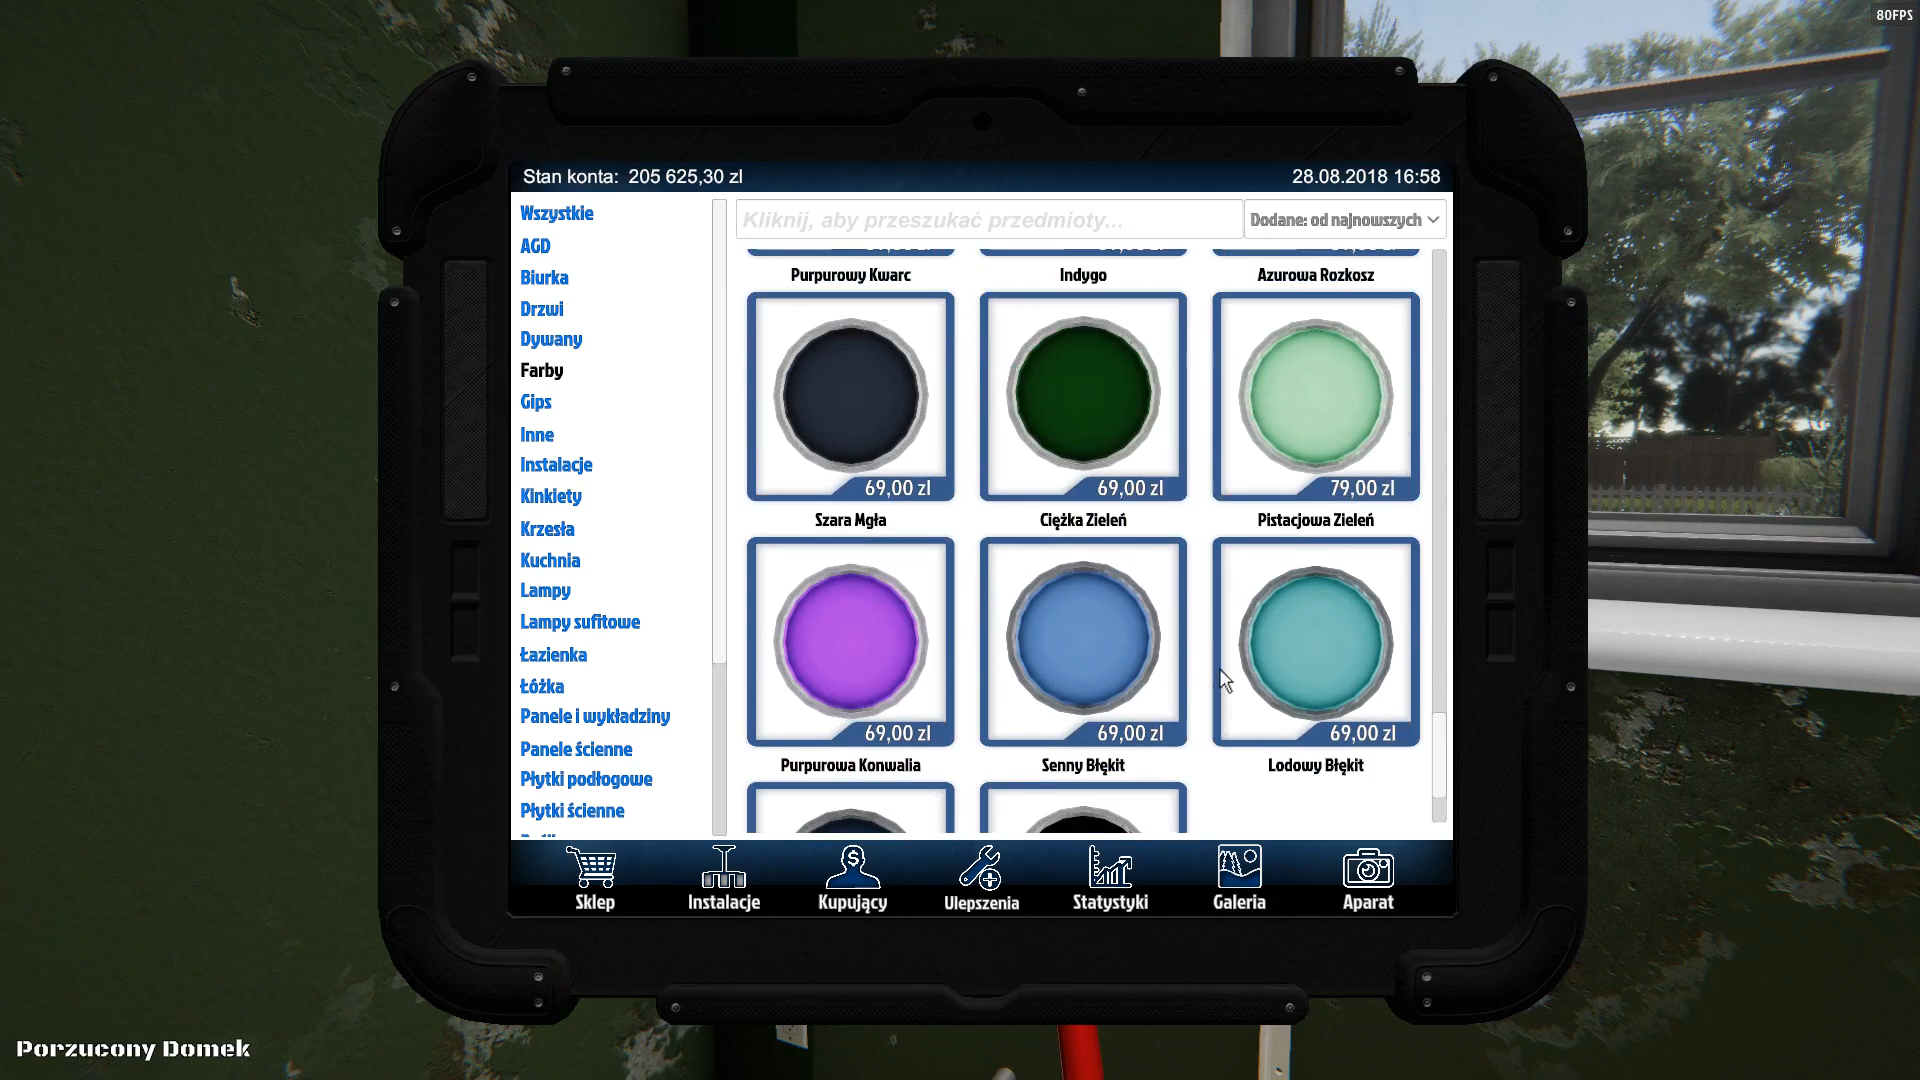 80FPS
Stan konta: 205 625,30 zl
28.08.2018 16:58
Wszystkie
AGD
Biurka
Drzwi
Dywany
Farby
Gips
Inne
Instalacje
Kinkiety
Krzesła
Kuchnia
Lampy
Lampy sufitowe
Łazienka
Łóżka
Panele i wykładziny
Panele ścienne
Płytki podłogowe
Płytki ścienne
Kliknij, aby przeszukać przedmioty...
Dodane: od najnowszych
Purpurowy Kwarc
Indygo
Azurowa Rozkosz
69,00 zl
69,00 zl
79,00 zl
Szara Mgła
Ciężka Zieleń
Pistacjowa Zieleń
69,00 zl
69,00 zl
69,00 zl
Purpurowa Konwalia
Senny Błękit
Lodowy Błękit
Sklep
Instalacje
Kupujący
Ulepszenia
Statystyki
Galeria
Aparat
Porzucony Domek